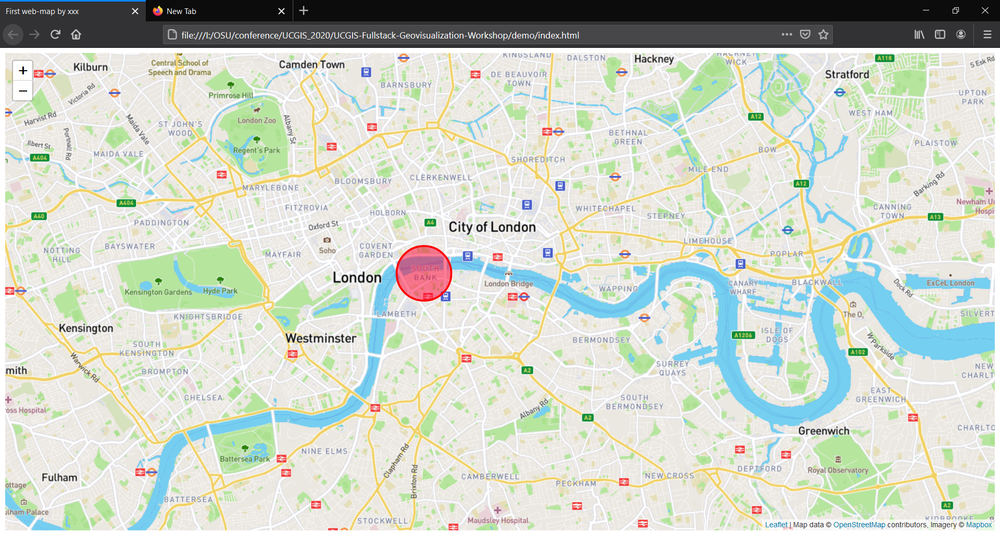 First web-map by xxx
New Tab
file:///I:/OSU/conference/UCGIS_2020/UCGIS-Fullstack-Geovisualization-Workshop/demo/index.html
+
−
Kilburn
Central School of
Speech and Drama
Camden Town
KINGSLAND
DALSTON
Hackney
HACKNEY
WICK
A118
S Esk Rd
Stratford
Victoria Rd
Primrose Hill
BARNSBURY
DE BEAUVOIR
TOWN
UPTON
PARK
Harvist Rd
Maida Vale
ST JOHN'S
WOOD
London Zoo
Albany St
WEST HAM
A12
BETHNAL
GREEN
Ilbert St
Portnall Rd
MAIDA VALE
Regent's Park
A404
SHOREDITCH
BOW
PLAISTOW
MILE END
MARYLEBONE
BLOOMSBURY
CLERKENWELL
A12
Barking Rd
A404
FITZROVIA
HOLBORN
WHITECHAPEL
STEPNEY
CANNING
TOWN
Newham Un
Hospi
A13
A40
PADDINGTON
Oxford St
A4
City of London
BAYSWATER
Soho
COVENT
GARDEN
LIMEHOUSE
NOTTING
HILL
MAYFAIR
POPLAR
London
SOUTH
BANK
London Bridge
WAPPING
CANARY
WHARF
BLACKWALL
Dock Rd
ExCeL London
Kensington Gardens
Hyde Park
KNIGHTSBRIDGE
LAMBETH
The O₂
SILVERT
Kensington
Westminster
BERMONDSEY
A1206
ISLE OF
DOGS
W Parkside
SOUTH
KENSINGTON
A102
Warwick Rd
BROMPTON
mith
A2
SURREY
QUAYS
NEW
CHARLT
CHELSEA
ross Hospital
Albany Rd
SOUTH
BERMONDSEY
EAST
GREENWICH
A2
Greenwich
CHARLTO
Battersea Park
NINE ELMS
Clapham Rd
Brixton Rd
Fulham
CAMBERWELL
PECKHAM
NEW CROSS
DEPTFORD
Royal Observatory
ottage
BATTERSEA
ulham Palace
STOCKWELL
Maudsley Hospital
A2
KIDBROOKE
Leaflet | Map data © OpenStreetMap contributors, Imagery © Mapbox